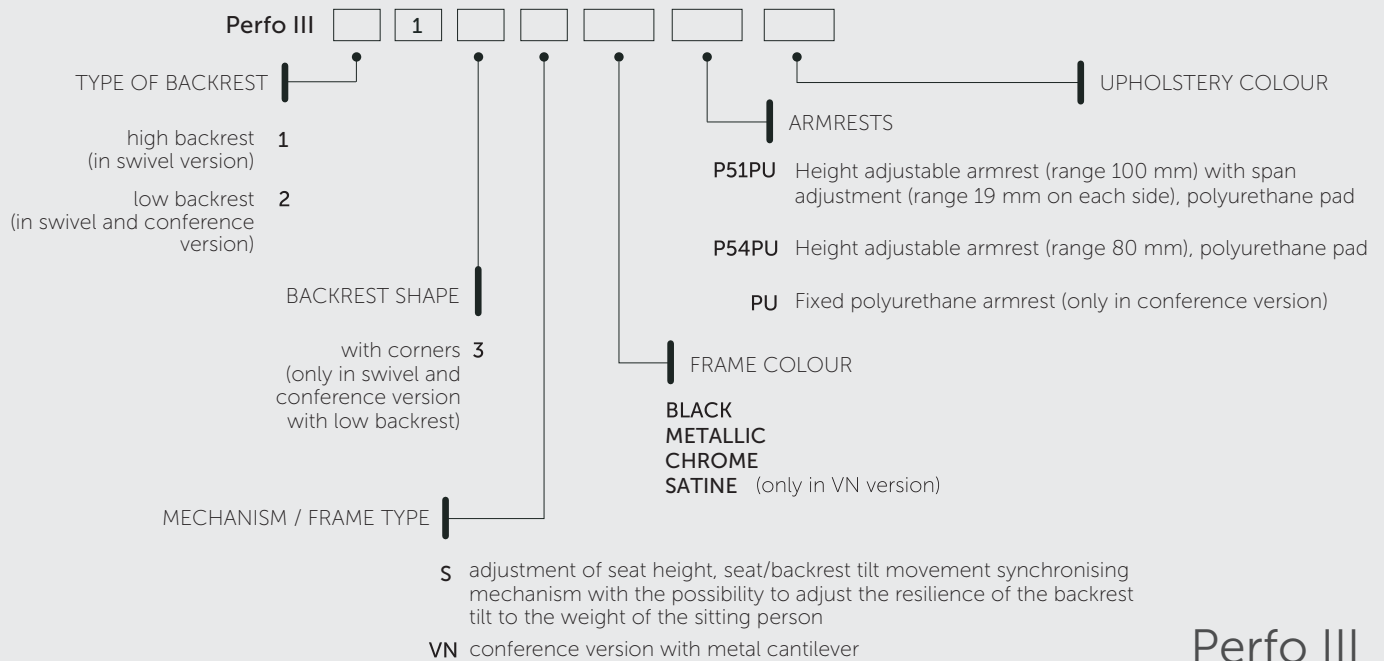 Perfo III 1
TYPE OF BACKREST
high backrest 1
(in swivel version)
low backrest 2
(in swivel and conference
version)
BACKREST SHAPE
with corners 3
(only in swivel and
conference version
with low backrest)
MECHANISM / FRAME TYPE
S adjustment of seat height, seat/backrest tilt movement synchronising
mechanism with the possibility to adjust the resilience of the backrest
tilt to the weight of the sitting person
VN conference version with metal cantilever
FRAME COLOUR
BLACK
METALLIC
CHROME
SATINE (only in VN version)
ARMRESTS
P51PU Height adjustable armrest (range 100 mm) with span
adjustment (range 19 mm on each side), polyurethane pad
P54PU Height adjustable armrest (range 80 mm), polyurethane pad
PU Fixed polyurethane armrest (only in conference version)
UPHOLSTERY COLOUR
Perfo III